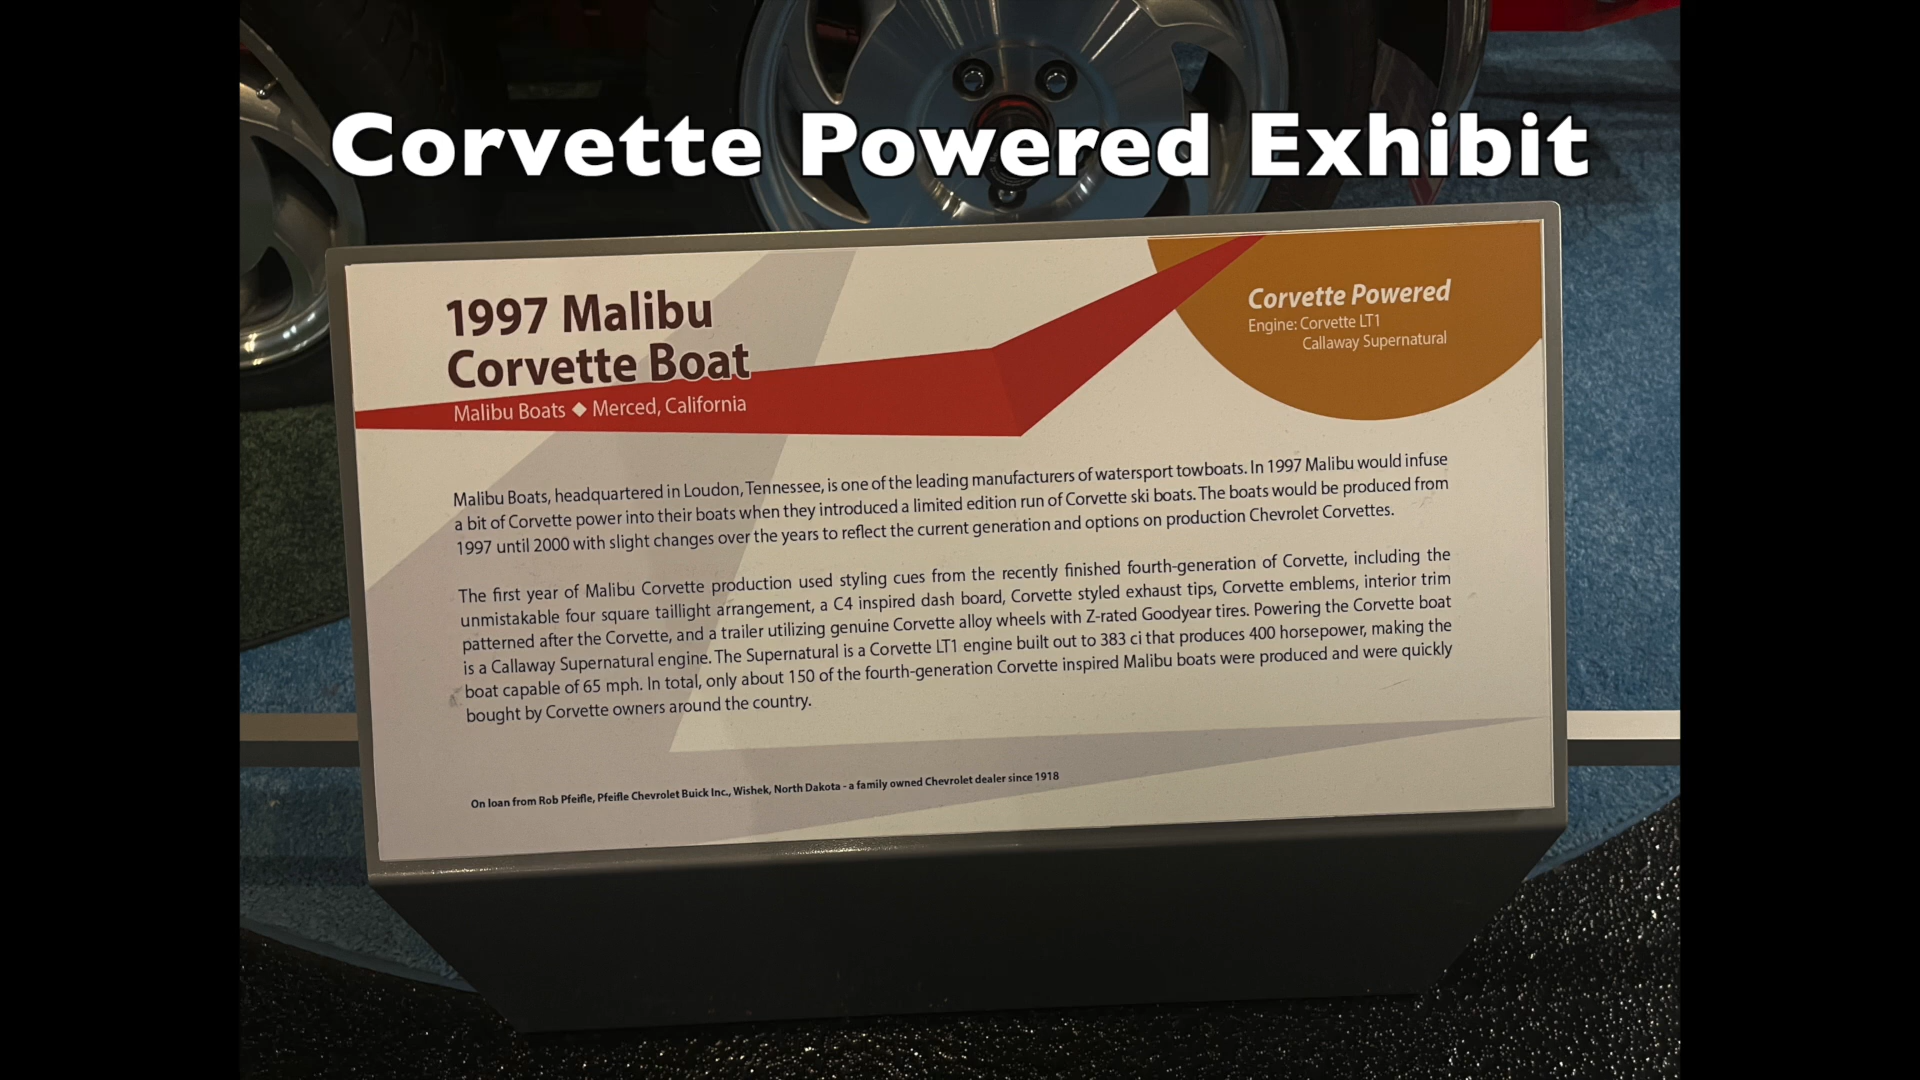 Corvette Powered Exhibit
1997 Malibu
Corvette Boat
Malibu Boats ◆ Merced, California
Corvette Powered
Engine: Corvette LT1
Callaway Supernatural
Malibu Boats, headquartered in Loudon, Tennessee, is one of the leading manufacturers of watersport towboats. In 1997 Malibu would infuse
a bit of Corvette power into their boats when they introduced a limited edition run of Corvette ski boats. The boats would be produced from
1997 until 2000 with slight changes over the years to reflect the current generation and options on production Chevrolet Corvettes.
The first year of Malibu Corvette production used styling cues from the recently finished fourth-generation of Corvette, including the
unmistakable four square taillight arrangement, a C4 inspired dash board, Corvette styled exhaust tips, Corvette emblems, interior trim
patterned after the Corvette, and a trailer utilizing genuine Corvette alloy wheels with Z-rated Goodyear tires. Powering the Corvette boat
is a Callaway Supernatural engine. The Supernatural is a Corvette LT1 engine built out to 383 ci that produces 400 horsepower, making the
boat capable of 65 mph. In total, only about 150 of the fourth-generation Corvette inspired Malibu boats were produced and were quickly
bought by Corvette owners around the country.
On loan from Rob Pfeifle, Pfeifle Chevrolet Buick Inc., Wishek, North Dakota - a family owned Chevrolet dealer since 1918